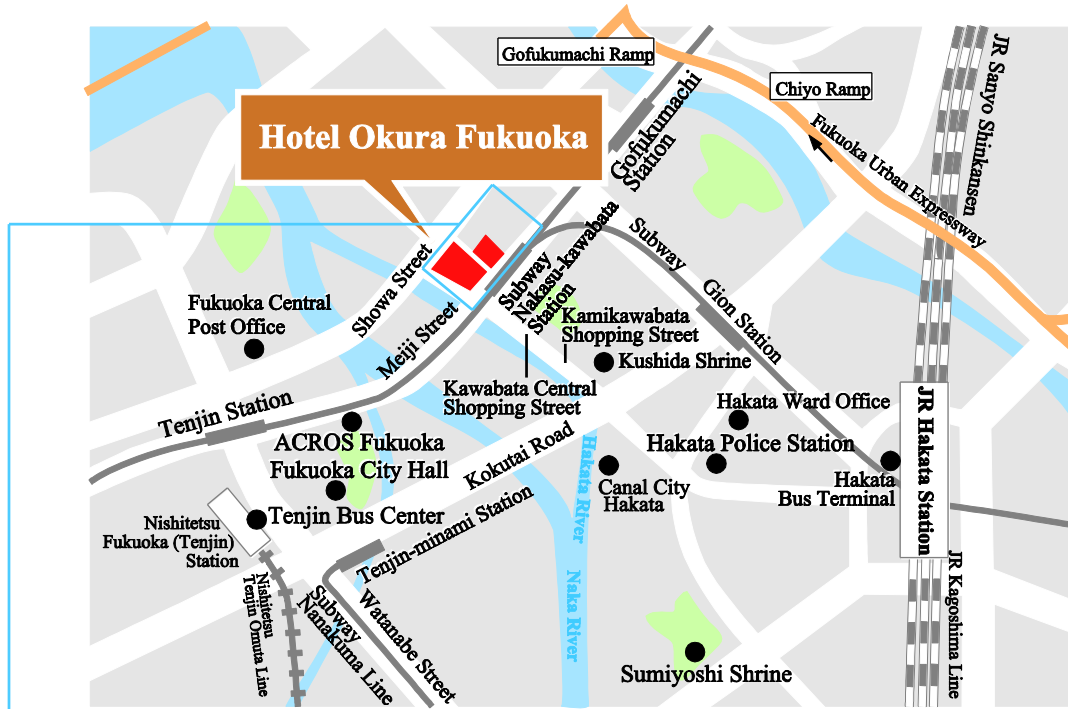 Gofukumachi Ramp
Chiyo Ramp
JR Sanyo Shinkansen
Fukuoka Urban Expressway
Hotel Okura Fukuoka
Gofukumachi
Station
Subway
Subway
Nakasu-kawabata
Station
Gion Station
Showa Street
Meiji Street
Fukuoka Central
Post Office
Kamikawabata
Shopping Street
Kushida Shrine
Kawabata Central
Shopping Street
Hakata Ward Office
Tenjin Station
ACROS Fukuoka
Fukuoka City Hall
Kokutai Road
Hakata Police Station
JR Hakata Station
Hakata
Bus Terminal
Canal City
Hakata
Hakata River
Tenjin Bus Center
Nishitetsu
Fukuoka (Tenjin)
Station
Tenjin-minami Station
Nishitetsu
Tenjin Omuta Line
Subway
Nanakuma Line
Watanabe Street
Naka River
Sumiyoshi Shrine
JR Kagoshima Line